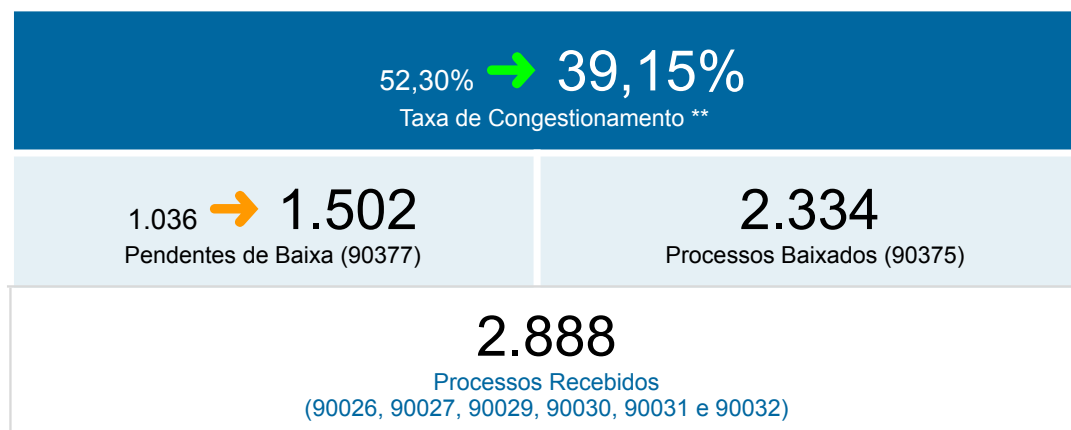 52,30% ➔ 39,15%
Taxa de Congestionamento **
1.036 ➔ 1.502
Pendentes de Baixa (90377)
2.334
Processos Baixados (90375)
2.888
Processos Recebidos
(90026, 90027, 90029, 90030, 90031 e 90032)